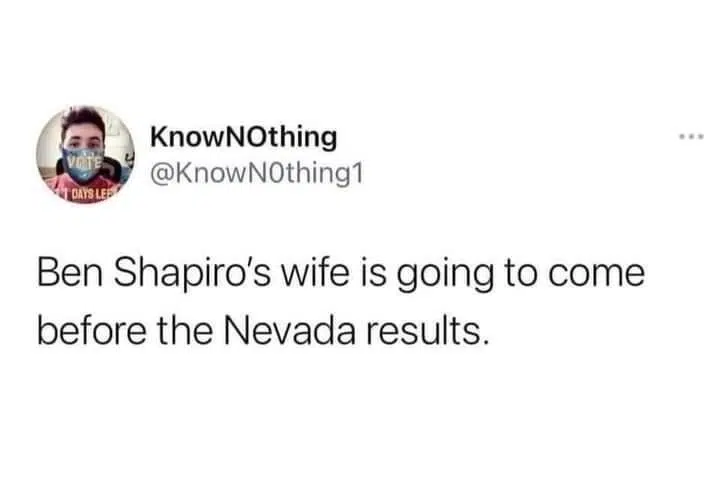 KnowNOthing
@KnowN0thing1
VOTE
DAYS LEF
Ben Shapiro's wife is going to come
before the Nevada results.